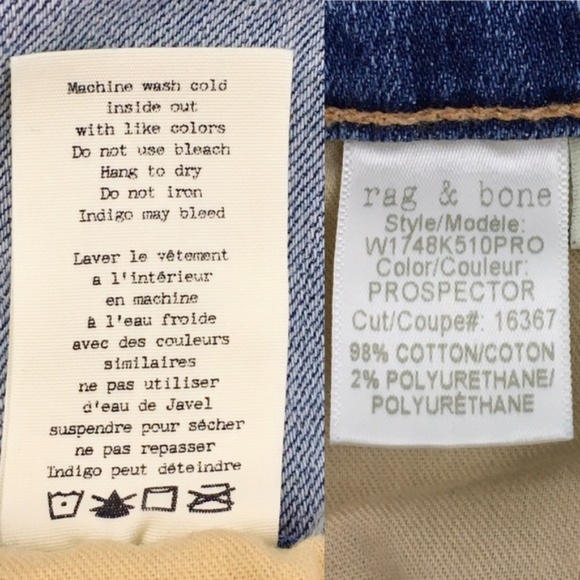 Machine wash cold
inside out
with like colors
Do not use bleach
Hang to dry
Do not iron
Indigo may bleed
Laver le vêtement
a l'intérieur
en machine
à l'eau froide
avec des couleurs
similaires
ne pas utiliser
d'eau de Javel
suspendre pour sécher
ne pas repasser
Indigo peut déteindre
rag & bone
Style/Modèle:
W1748K510PRO
Color/Couleur:
PROSPECTOR
Cut/Coupe#: 16367
98% COTTON/COTON
2% POLYURETHANE/
POLYURÉTHANE